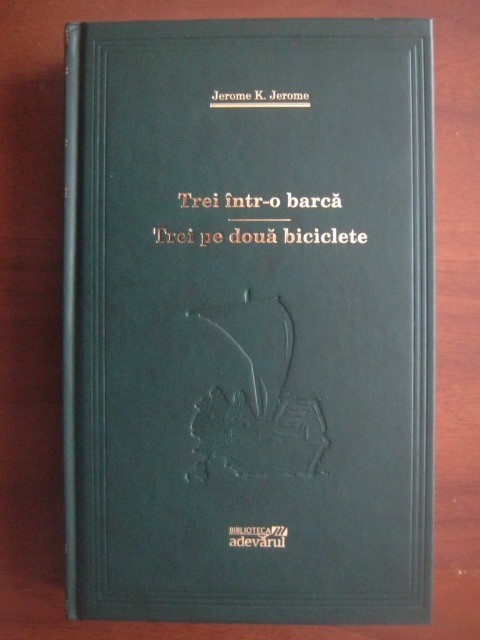 Jerome K. Jerome
Trei într-o barcă
Trei pe două biciclete
BIBLIOTECA
adevărul